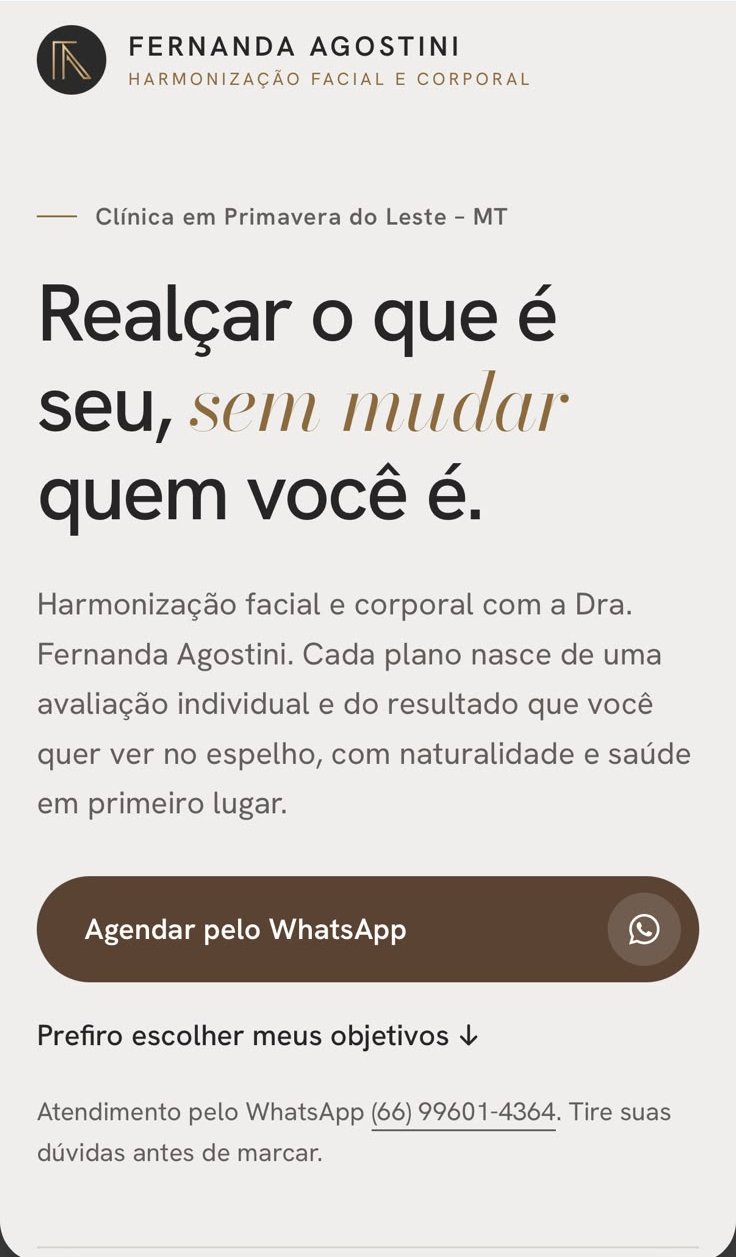 FERNANDA AGOSTINI
HARMONIZAÇÃO FACIAL E CORPORAL
Clínica em Primavera do Leste – MT
Realçar o que é
seu, sem mudar
quem você é.
Harmonização facial e corporal com a Dra.
Fernanda Agostini. Cada plano nasce de uma
avaliação individual e do resultado que você
quer ver no espelho, com naturalidade e saúde
em primeiro lugar.
Agendar pelo WhatsApp
Prefiro escolher meus objetivos ↓
Atendimento pelo WhatsApp (66) 99601-4364. Tire suas
dúvidas antes de marcar.